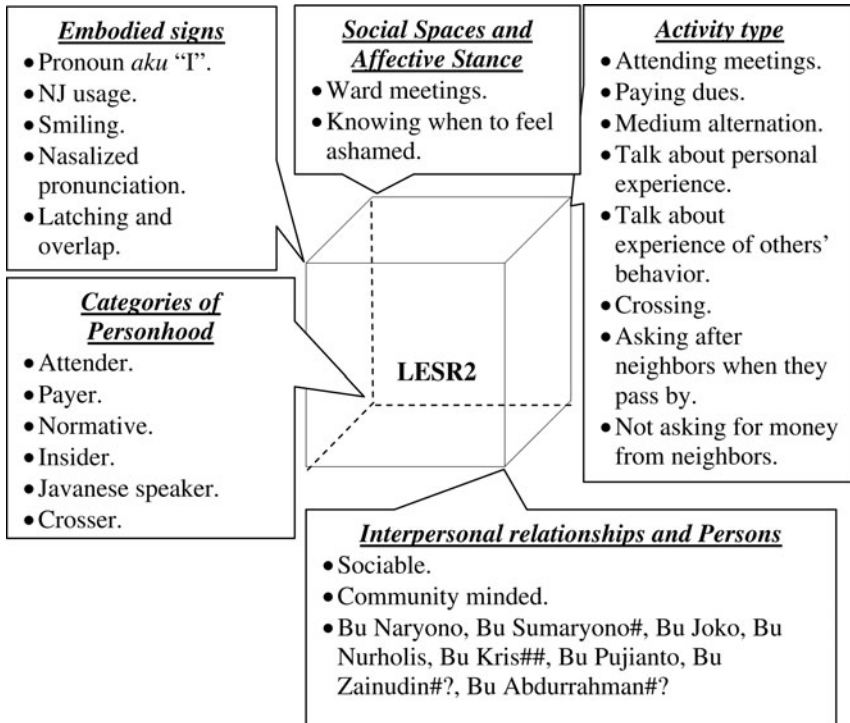 Embodied signs
• Pronoun aku “I”.
• NJ usage.
• Smiling.
• Nasalized
pronunciation.
• Latching and
overlap.
Social Spaces and
Affective Stance
• Ward meetings.
• Knowing when to feel
ashamed.
Activity type
• Attending meetings.
• Paying dues.
• Medium alternation.
• Talk about personal
experience.
• Talk about
experience of others’
behavior.
• Crossing.
• Asking after
neighbors when they
pass by.
• Not asking for money
from neighbors.
Categories of
Personhood
• Attender.
• Payer.
• Normative.
• Insider.
• Javanese speaker.
• Crosser.
LESR2
Interpersonal relationships and Persons
• Sociable.
• Community minded.
• Bu Naryono, Bu Sumaryono#, Bu Joko, Bu
Nurholis, Bu Kris##, Bu Pujianto, Bu
Zainudin#?, Bu Abdurrahman#?